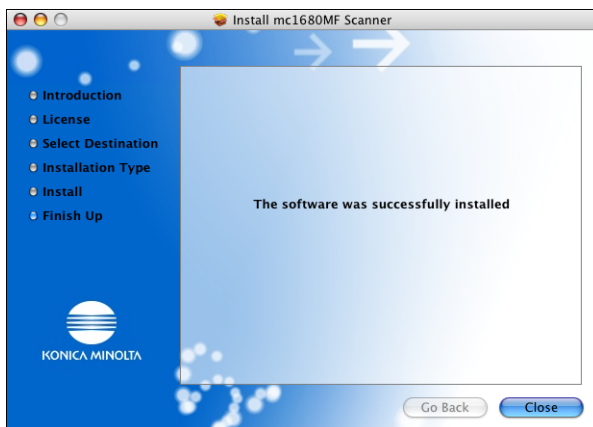 Install mc1680MF Scanner
Introduction
License
Select Destination
Installation Type
Install
Finish Up
The software was successfully installed
KONICA MINOLTA
Go Back
Close